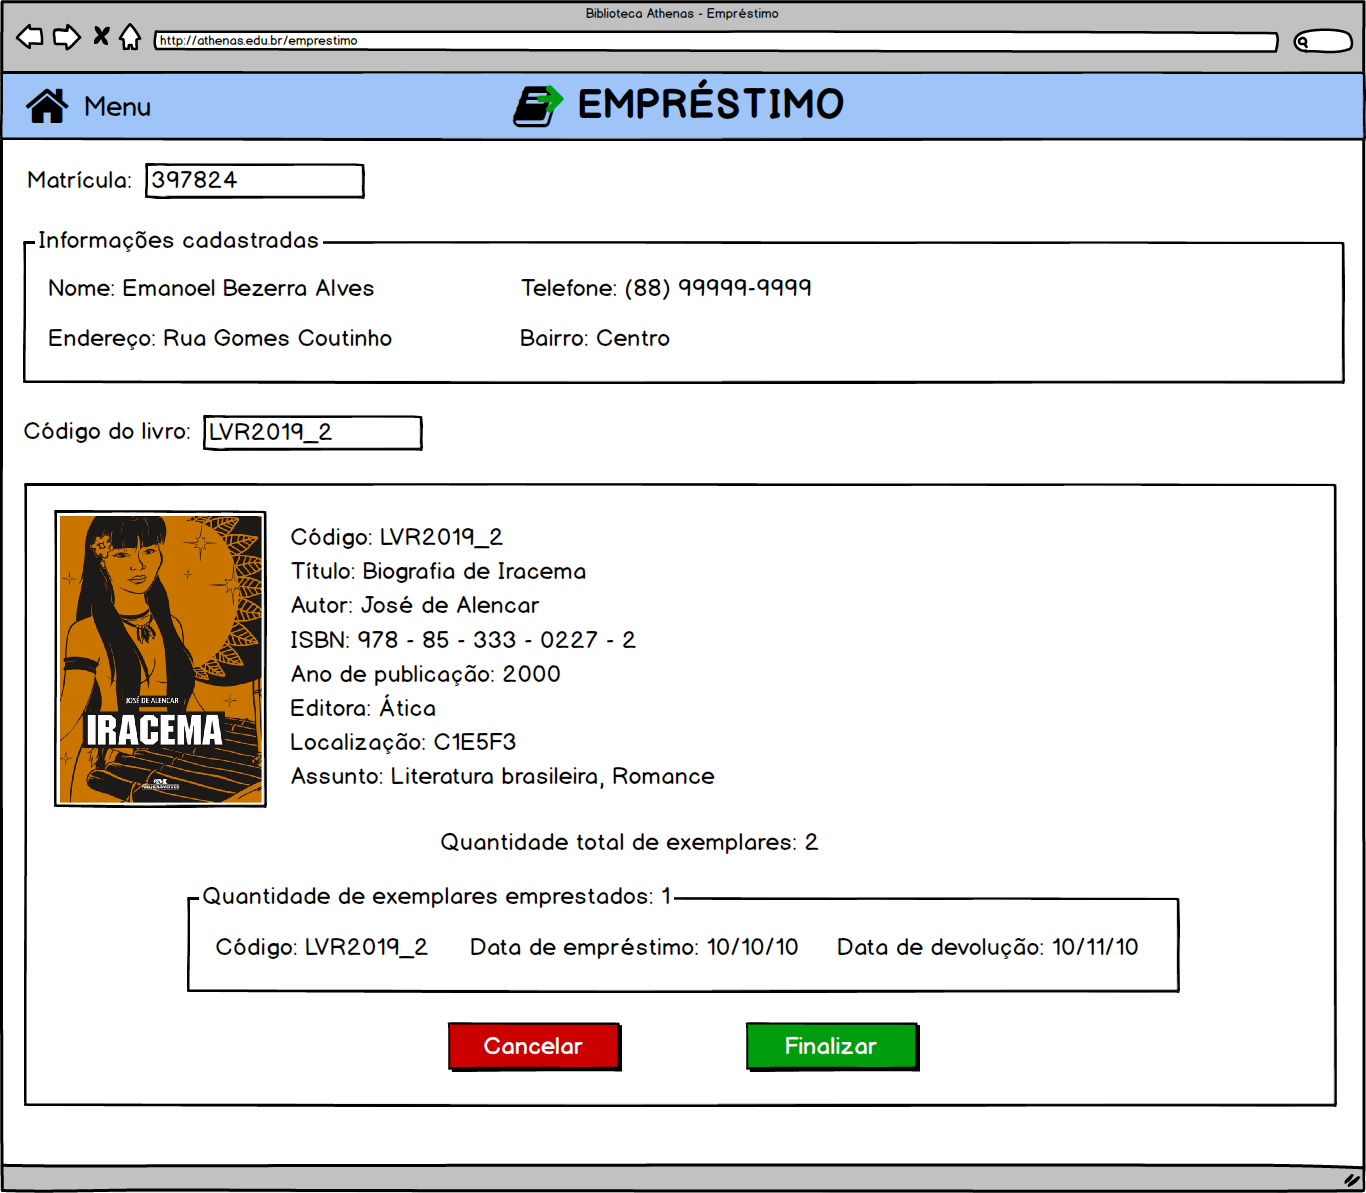 Biblioteca Athenas - Empréstimo
http://athenas.edu.br/emprestimo
Menu
EMPRÉSTIMO
Matrícula: 397824
Informações cadastradas
Nome: Emanoel Bezerra Alves Telefone: (88) 99999-9999
Endereço: Rua Gomes Coutinho Bairro: Centro
Código do livro: LVR2019_2
JOSÉ DE ALENCAR
IRACEMA
MELHORAMENTOS
Código: LVR2019_2
Título: Biografia de Iracema
Autor: José de Alencar
ISBN: 978 - 85 - 333 - 0227 - 2
Ano de publicação: 2000
Editora: Ática
Localização: C1E5F3
Assunto: Literatura brasileira, Romance
Quantidade total de exemplares: 2
Quantidade de exemplares emprestados: 1
Código: LVR2019_2 Data de empréstimo: 10/10/10 Data de devolução: 10/11/10
Cancelar Finalizar